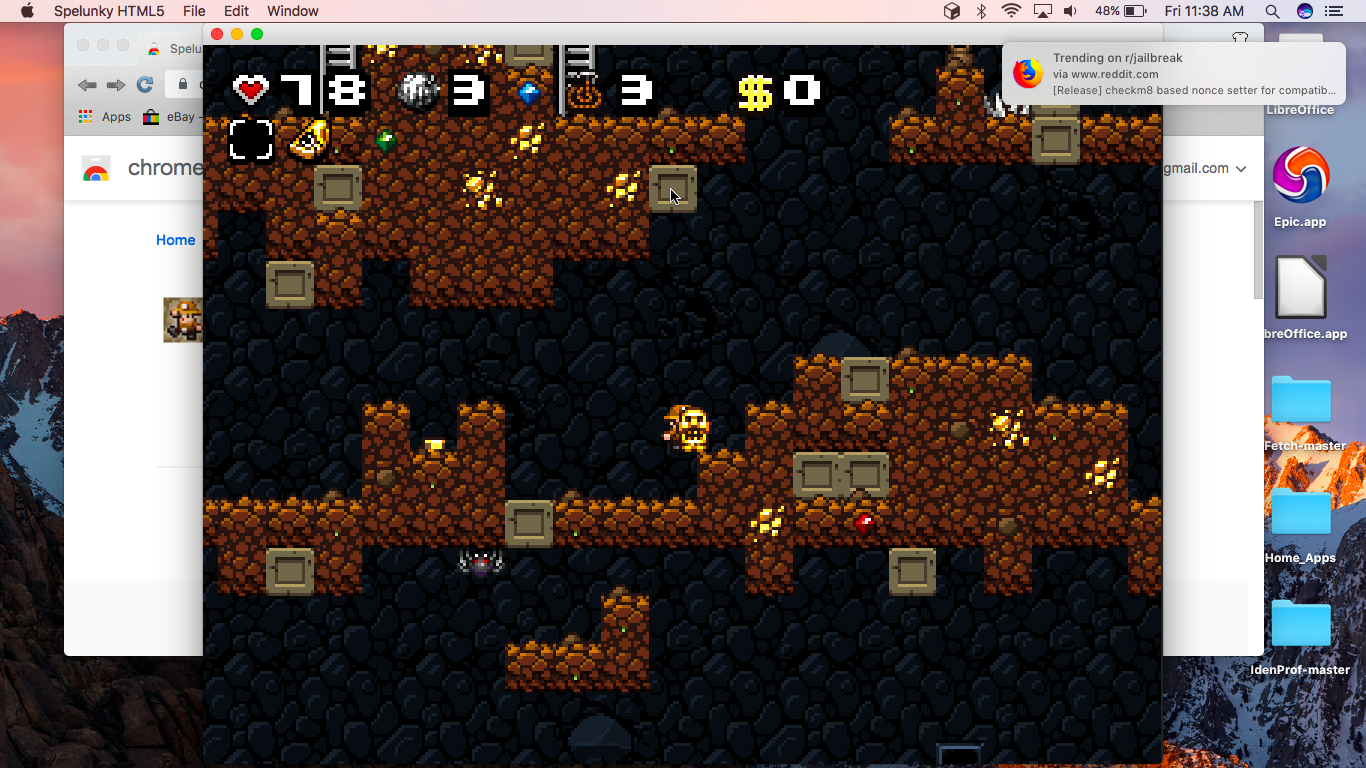 Spelunky HTML5 File Edit Window 48% Fri 11:38 AM
Spelu
Apps eBay -
chrome
gmail.com
Home
78 3 3 $0
Trending on r/jailbreak
via www.reddit.com
[Release] checkm8 based nonce setter for compatib...
LibreOffice
Epic.app
breOffice.app
Fetch-master
Home_Apps
IdenProf-master